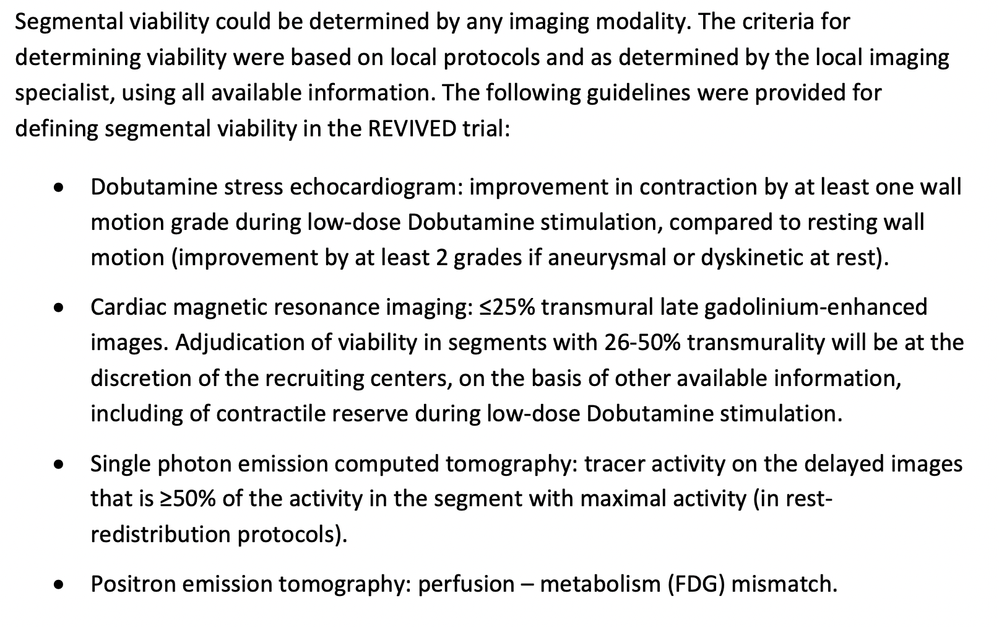 Segmental viability could be determined by any imaging modality. The criteria for
determining viability were based on local protocols and as determined by the local imaging
specialist, using all available information. The following guidelines were provided for
defining segmental viability in the REVIVED trial:
• Dobutamine stress echocardiogram: improvement in contraction by at least one wall
motion grade during low-dose Dobutamine stimulation, compared to resting wall
motion (improvement by at least 2 grades if aneurysmal or dyskinetic at rest).
• Cardiac magnetic resonance imaging: ≤25% transmural late gadolinium-enhanced
images. Adjudication of viability in segments with 26-50% transmurality will be at the
discretion of the recruiting centers, on the basis of other available information,
including of contractile reserve during low-dose Dobutamine stimulation.
• Single photon emission computed tomography: tracer activity on the delayed images
that is ≥50% of the activity in the segment with maximal activity (in rest-
redistribution protocols).
• Positron emission tomography: perfusion – metabolism (FDG) mismatch.